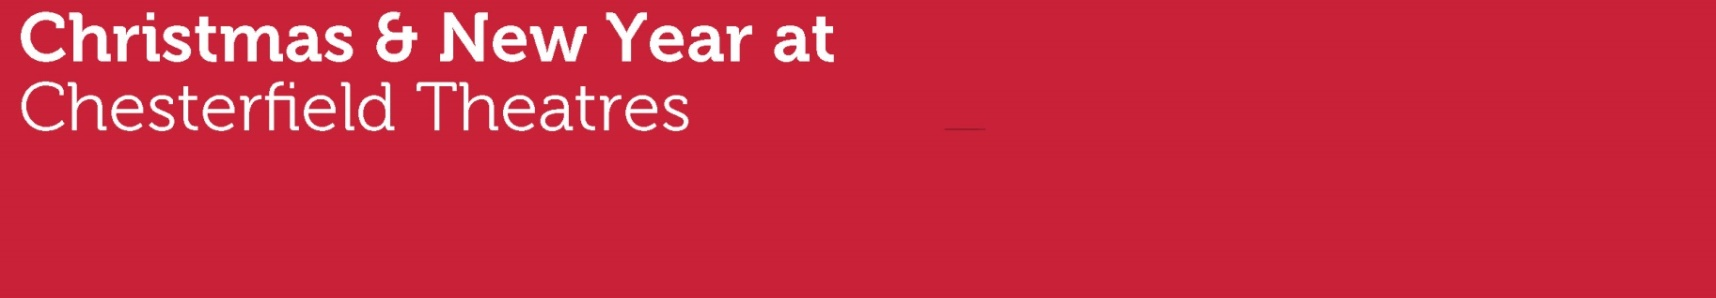 Christmas & New Year at
Chesterfield Theatres